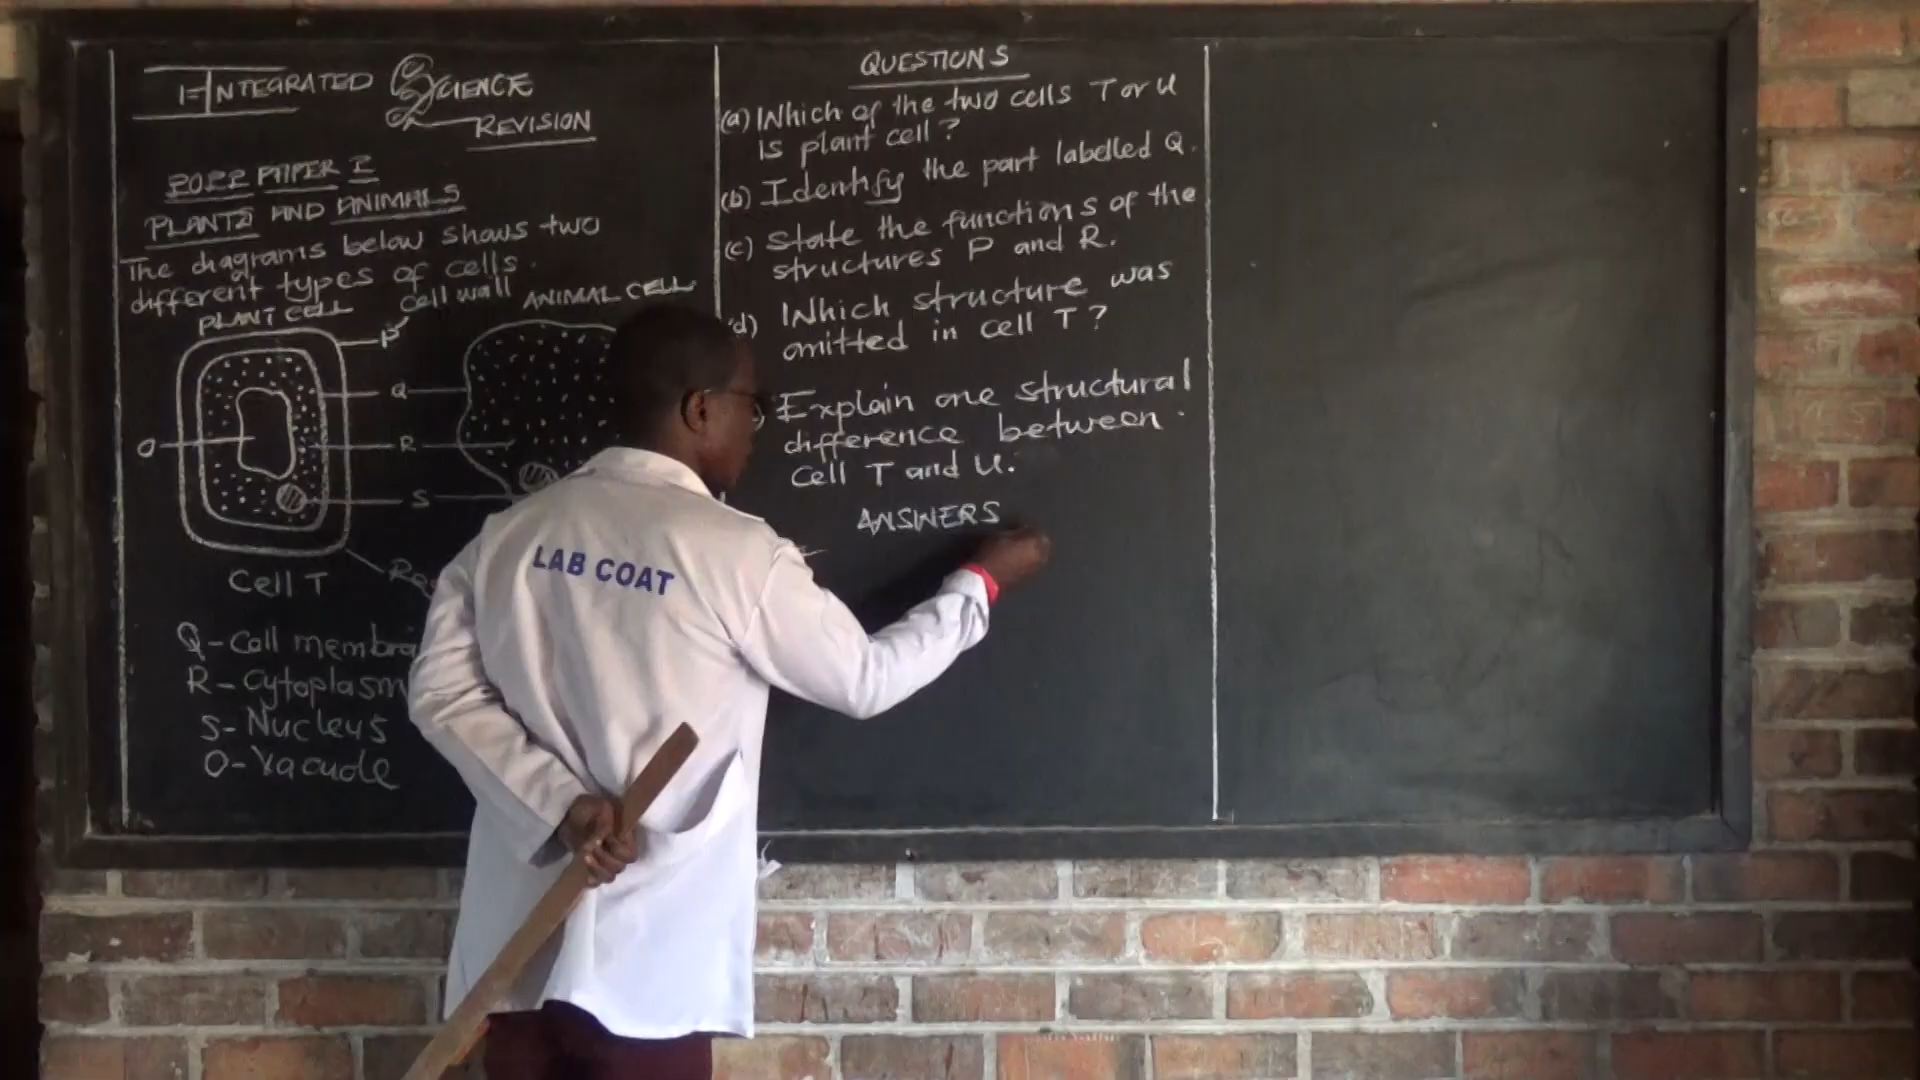 INTEGRATED SCIENCE
REVISION
2022 PAPER 2
PLANTS AND ANIMALS
The diagrams below shows two
different types of cells.
PLANT CELL
cell wall
ANIMAL CELL
P
Q
O
R
S
Cell T
Q - Cell
R - Cytoplasm
S - Nucleus
O - Vacuole
QUESTIONS
(a) Which of the two cells T or U
is plant cell?
(b) Identify the part labelled Q.
(c) State the functions of the
structures P and R.
(d) Which structure was
omitted in cell T?
Explain one structural
difference between
cell T and U.
ANSWERS
LAB COAT